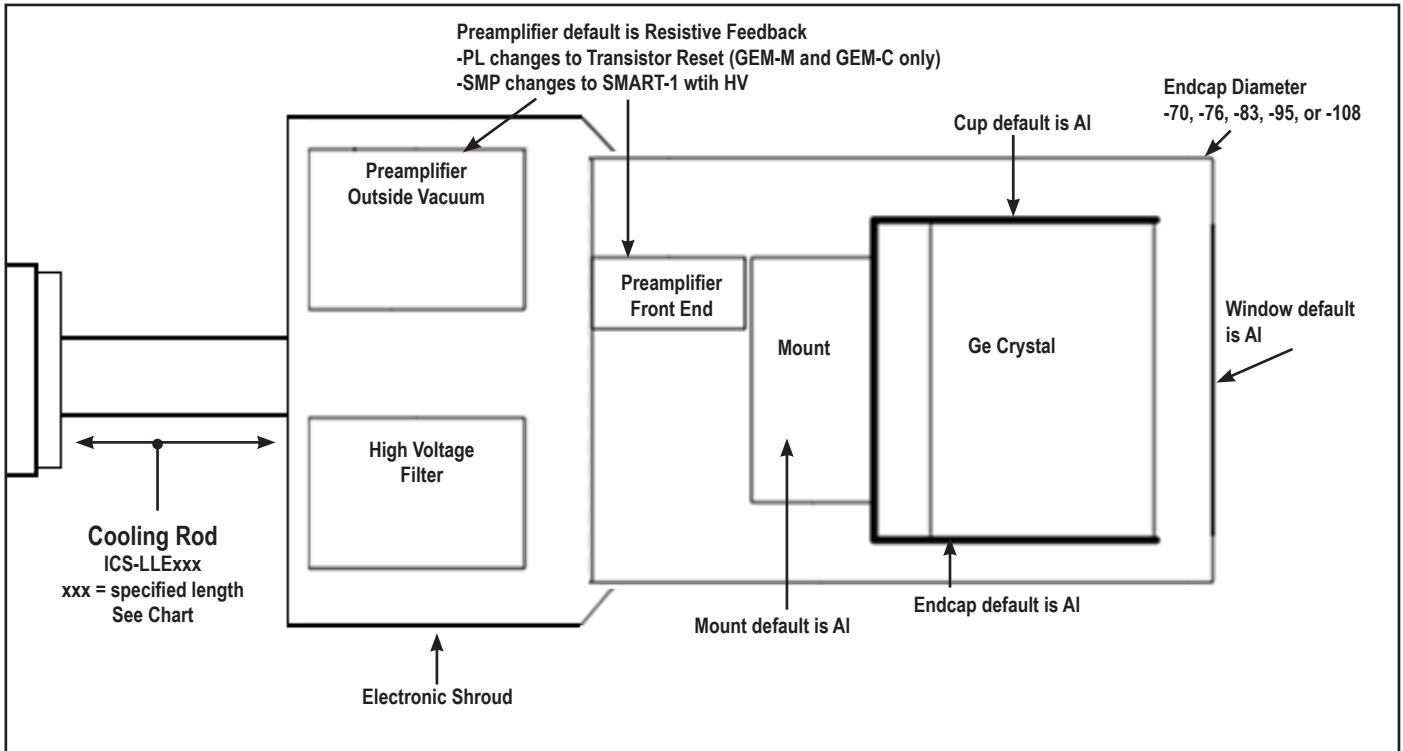 Preamplifier default is Resistive Feedback
-PL changes to Transistor Reset (GEM-M and GEM-C only)
-SMP changes to SMART-1 wtih HV
Endcap Diameter
-70, -76, -83, -95, or -108
Cup default is Al
Preamplifier
Outside Vacuum
Preamplifier
Front End
Mount
Ge Crystal
Window default
is Al
High Voltage
Filter
Cooling Rod
ICS-LLExxx
xxx = specified length
See Chart
Endcap default is Al
Mount default is Al
Electronic Shroud